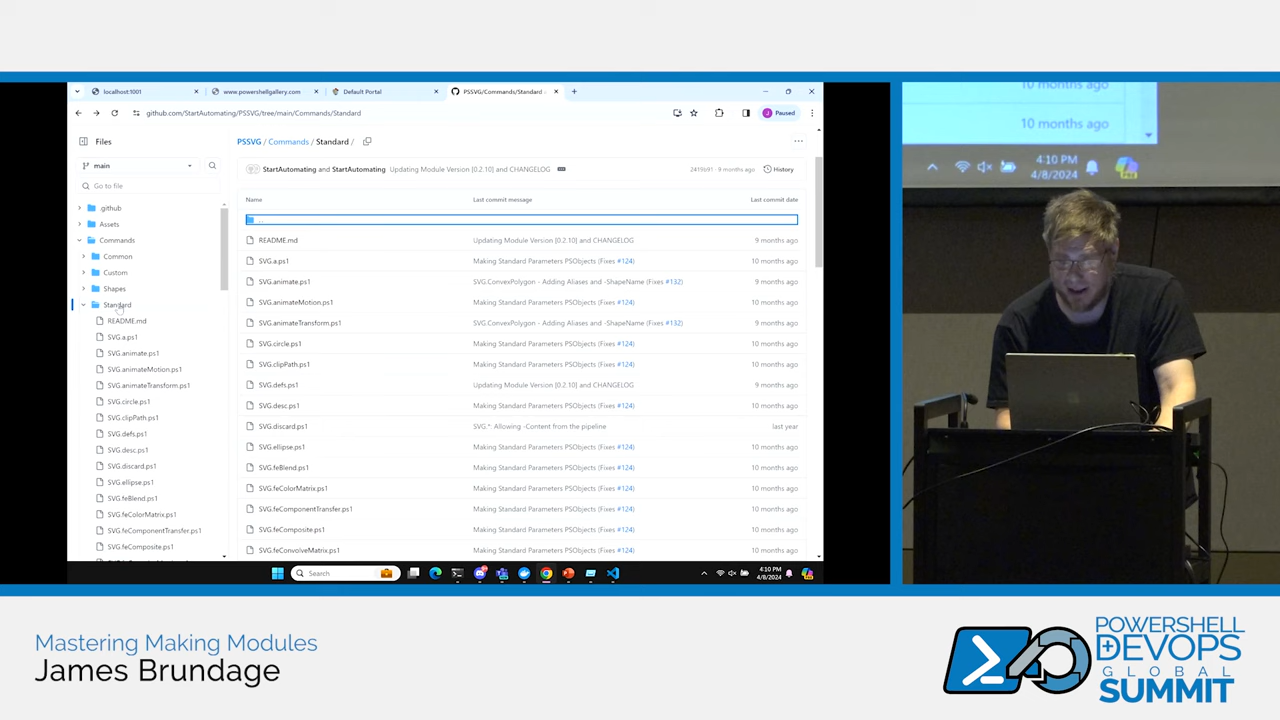 localhost:1001
www.powershellgallery.com
Default Portal
PSSVG/Commands/Standard
github.com/StartAutomating/PSSVG/tree/main/Commands/Standard
J
Paused
Files
main
Go to file
.github
Assets
Commands
Common
Custom
Shapes
Standard
README.md
SVG.a.ps1
SVG.animate.ps1
SVG.animateMotion.ps1
SVG.animateTransform.ps1
SVG.circle.ps1
SVG.clipPath.ps1
SVG.defs.ps1
SVG.desc.ps1
SVG.discard.ps1
SVG.ellipse.ps1
SVG.feBlend.ps1
SVG.feColorMatrix.ps1
SVG.feComponentTransfer.ps1
SVG.feComposite.ps1
PSSVG / Commands / Standard /
StartAutomating and StartAutomating Updating Module Version [0.2.10] and CHANGELOG 2419b91 · 9 months ago History
Name Last commit message Last commit date
..
README.md Updating Module Version [0.2.10] and CHANGELOG 9 months ago
SVG.a.ps1 Making Standard Parameters PSObjects (Fixes #124) 10 months ago
SVG.animate.ps1 SVG.ConvexPolygon - Adding Aliases and -ShapeName (Fixes #132) 9 months ago
SVG.animateMotion.ps1 Making Standard Parameters PSObjects (Fixes #124) 10 months ago
SVG.animateTransform.ps1 SVG.ConvexPolygon - Adding Aliases and -ShapeName (Fixes #132) 9 months ago
SVG.circle.ps1 Making Standard Parameters PSObjects (Fixes #124) 10 months ago
SVG.clipPath.ps1 Making Standard Parameters PSObjects (Fixes #124) 10 months ago
SVG.defs.ps1 Updating Module Version [0.2.10] and CHANGELOG 9 months ago
SVG.desc.ps1 Making Standard Parameters PSObjects (Fixes #124) 10 months ago
SVG.discard.ps1 SVG.*: Allowing -Content from the pipeline last year
SVG.ellipse.ps1 Making Standard Parameters PSObjects (Fixes #124) 10 months ago
SVG.feBlend.ps1 Making Standard Parameters PSObjects (Fixes #124) 10 months ago
SVG.feColorMatrix.ps1 Making Standard Parameters PSObjects (Fixes #124) 10 months ago
SVG.feComponentTransfer.ps1 Making Standard Parameters PSObjects (Fixes #124) 10 months ago
SVG.feComposite.ps1 Making Standard Parameters PSObjects (Fixes #124) 10 months ago
SVG.feConvolveMatrix.ps1 Making Standard Parameters PSObjects (Fixes #124) 10 months ago
Search
4:10 PM
4/8/2024
10 months ago
10 months ago
4:10 PM
4/8/2024
Mastering Making Modules
James Brundage
POWERSHELL
+DEVOPS
GLOBAL
SUMMIT